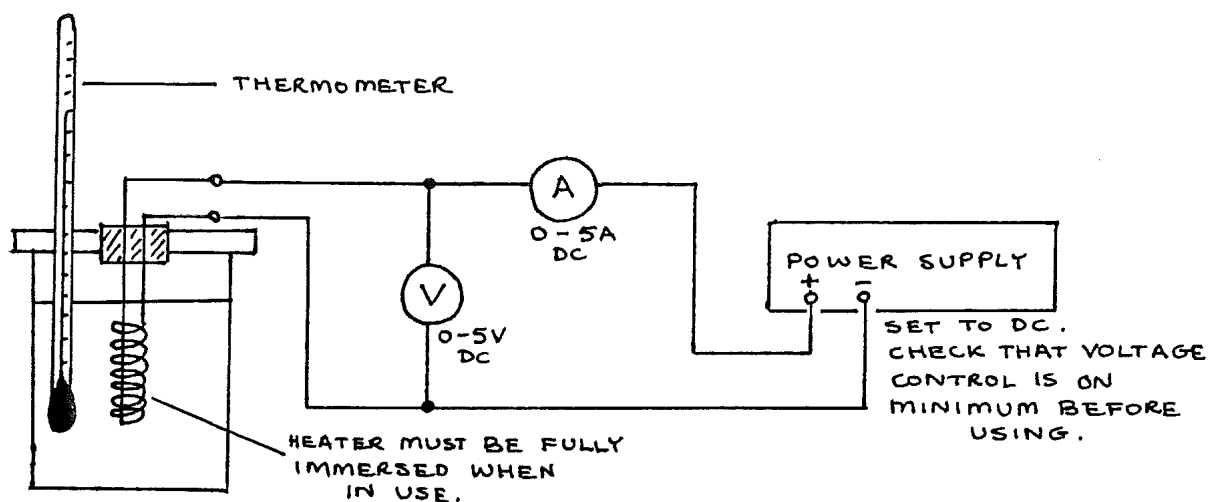 THERMOMETER
A
0-5A
DC
V
0-5V
DC
POWER SUPPLY
+ -
SET TO DC.
CHECK THAT VOLTAGE
CONTROL IS ON
MINIMUM BEFORE
USING.
HEATER MUST BE FULLY
IMMERSED WHEN
IN USE.